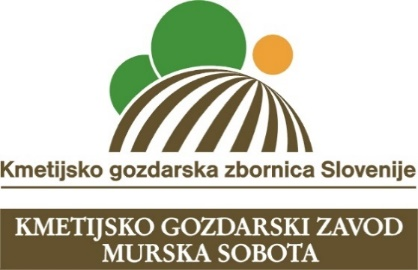 Kmetijsko gozdarska zbornica Slovenije
KMETIJSKO GOZDARSKI ZAVOD
MURSKA SOBOTA